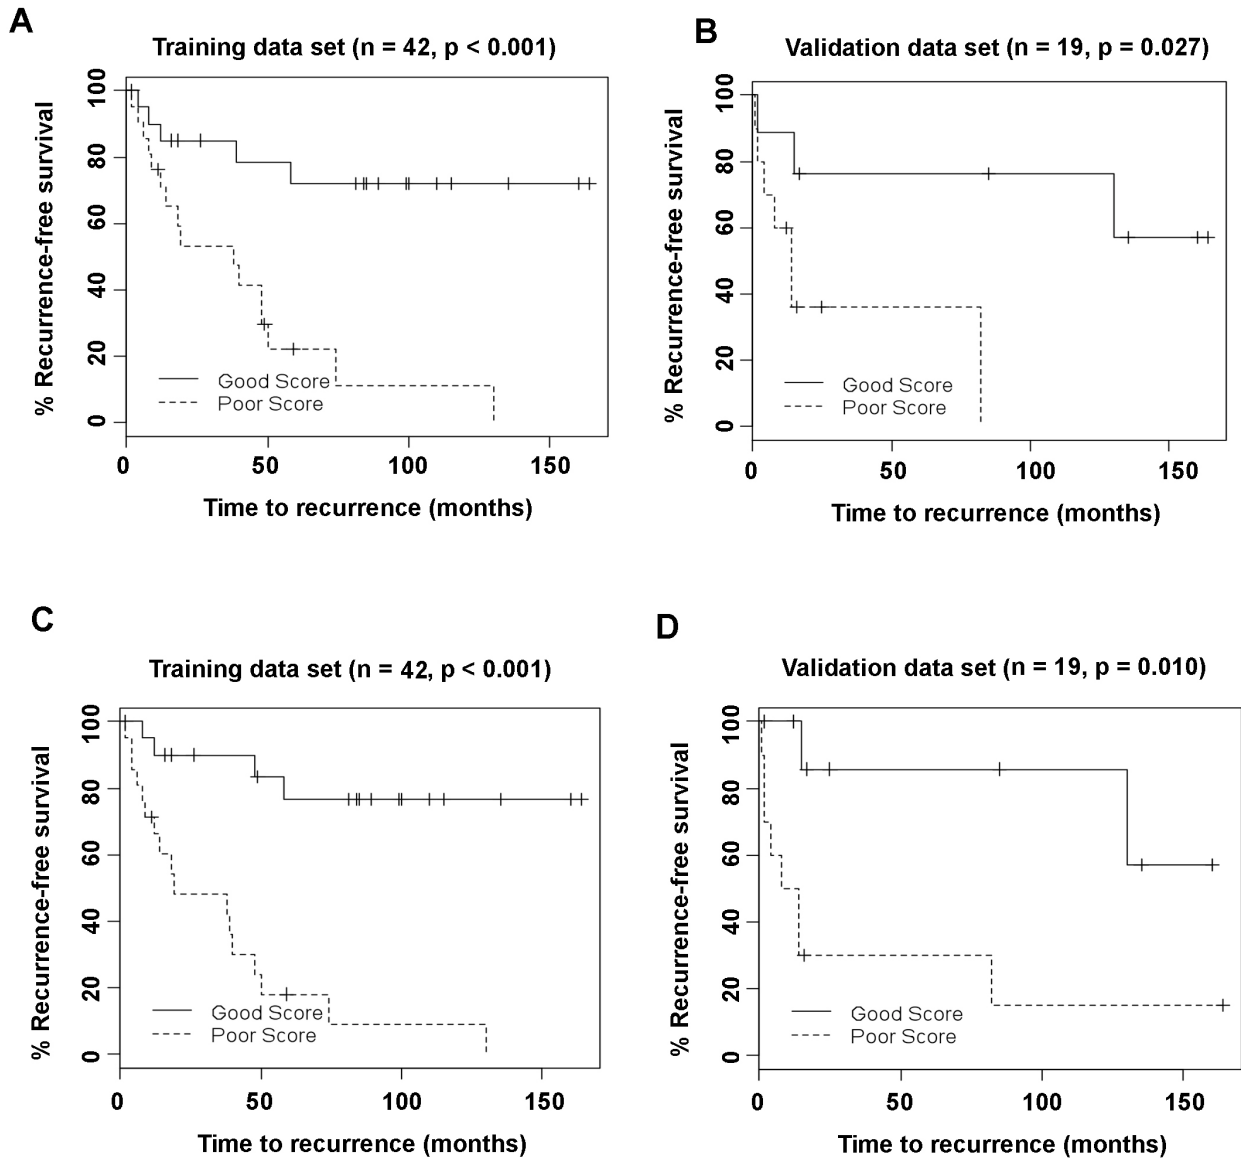 A
Training data set (n = 42, p < 0.001)
% Recurrence-free survival
100
80
60
40
20
0
Good Score
Poor Score
0 50 100 150
Time to recurrence (months)
B
Validation data set (n = 19, p = 0.027)
% Recurrence-free survival
100
80
60
40
20
0
Good Score
Poor Score
0 50 100 150
Time to recurrence (months)
C
Training data set (n = 42, p < 0.001)
% Recurrence-free survival
100
80
60
40
20
0
Good Score
Poor Score
0 50 100 150
Time to recurrence (months)
D
Validation data set (n = 19, p = 0.010)
% Recurrence-free survival
100
80
60
40
20
0
Good Score
Poor Score
0 50 100 150
Time to recurrence (months)